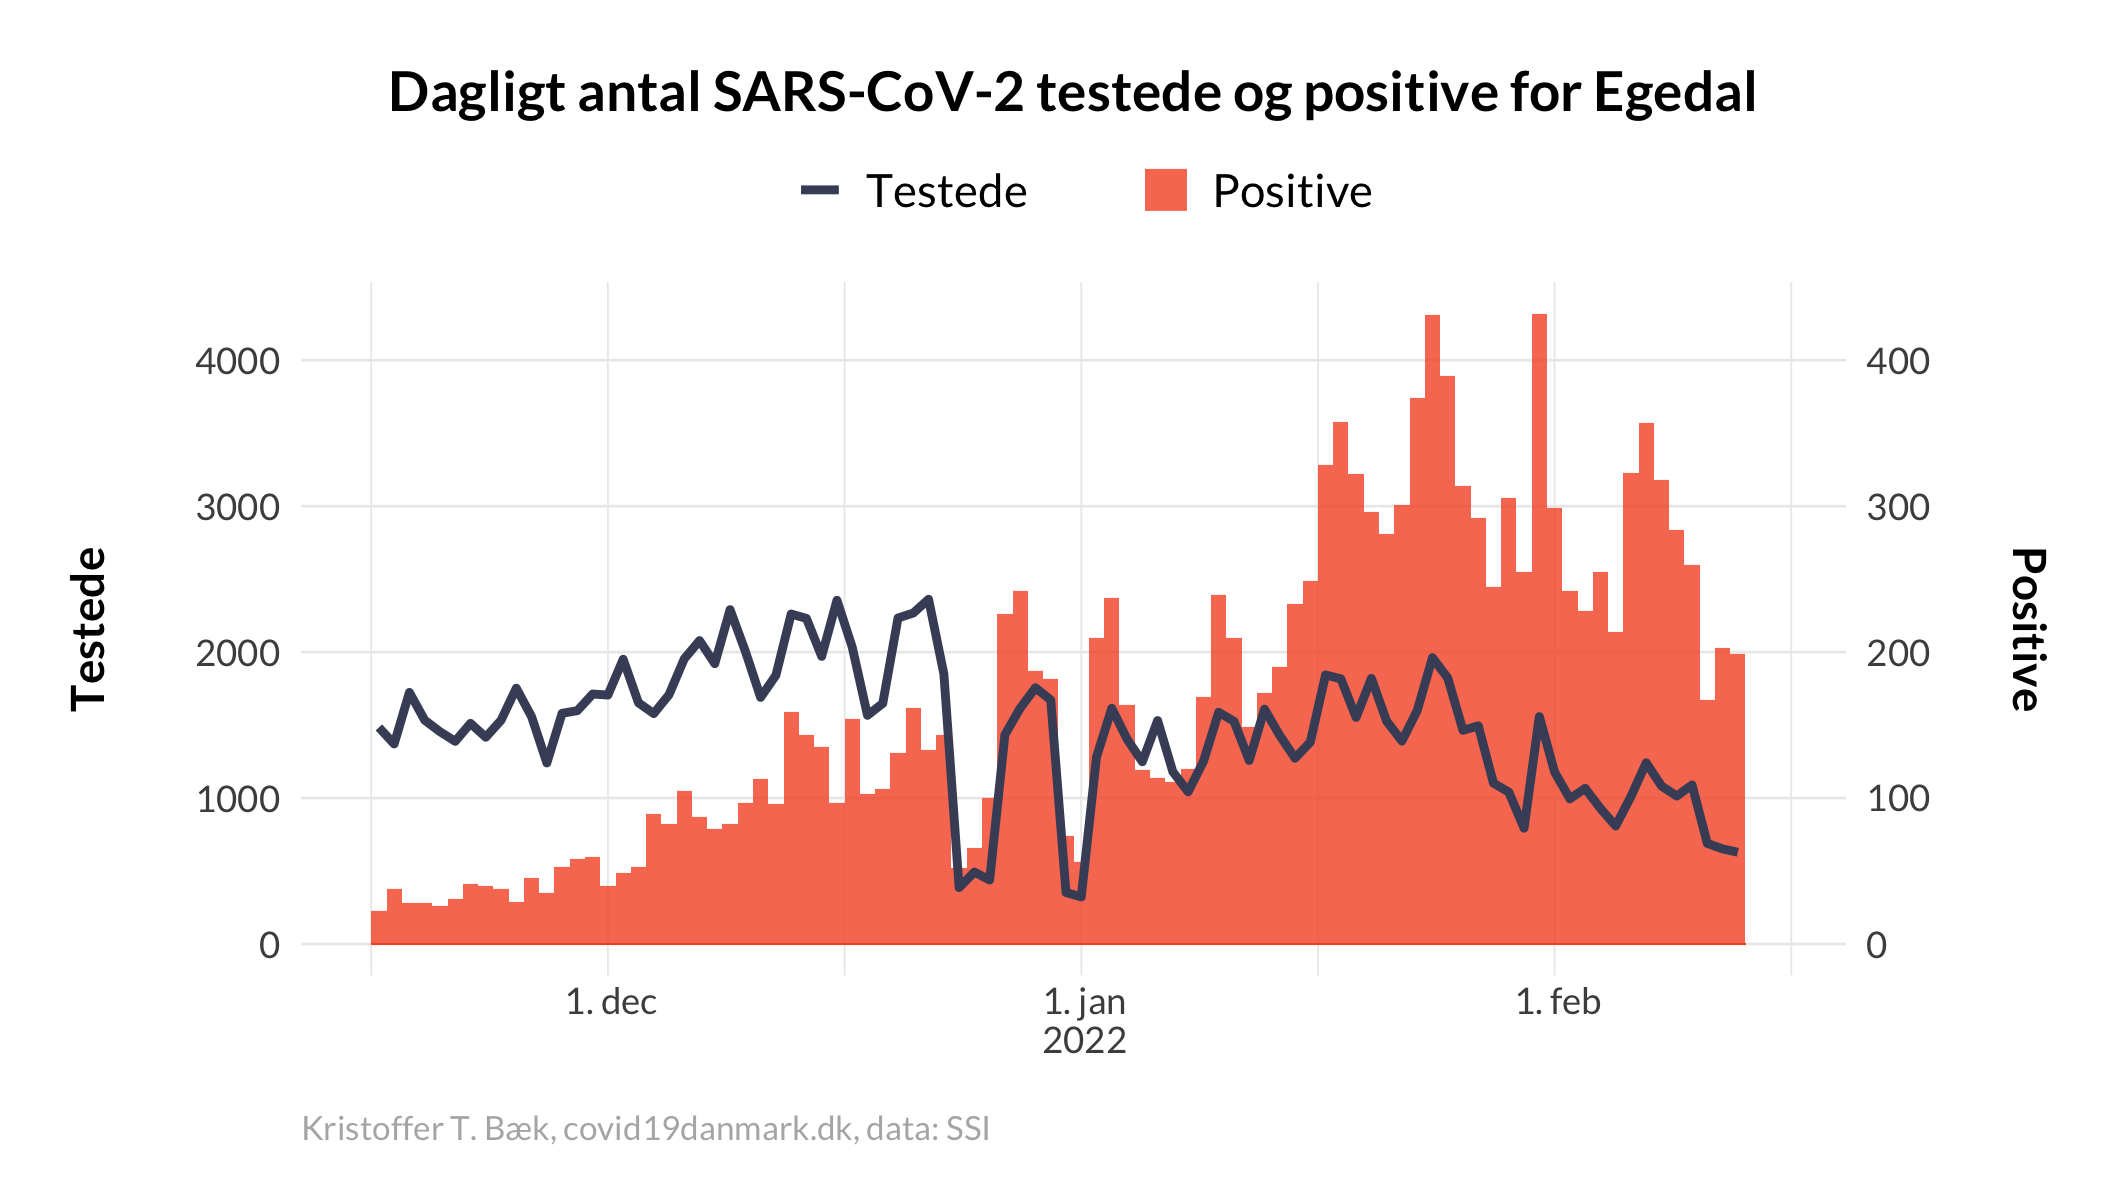 Dagligt antal SARS-CoV-2 testede og positive for Egedal
Testede
Positive
4000
3000
2000
1000
0
Testede
400
300
200
100
0
Positive
1. dec
1. jan
2022
1. feb
Kristoffer T. Bæk, covid19danmark.dk, data: SSI